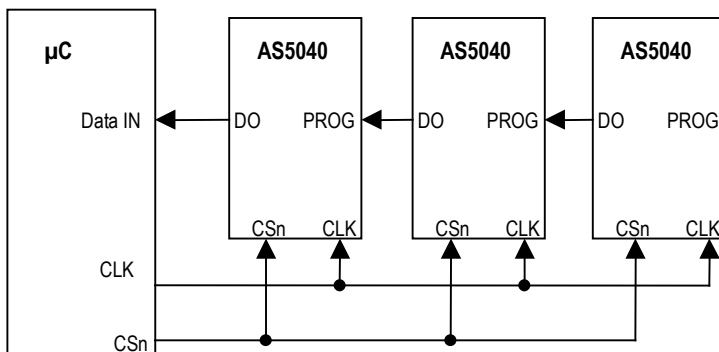 µC
AS5040
AS5040
AS5040
Data IN
DO
PROG
DO
PROG
DO
PROG
CSn
CLK
CSn
CLK
CSn
CLK
CLK
CSn